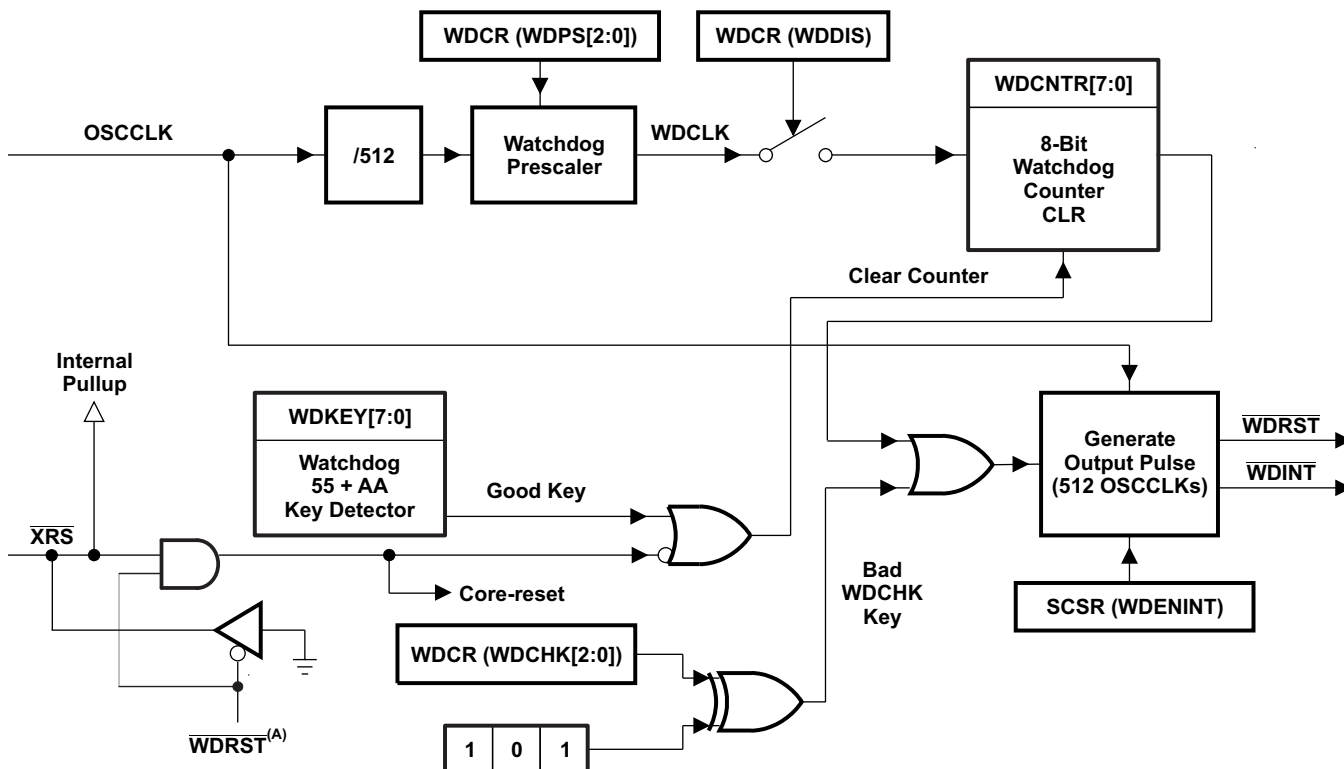 WDCR (WDPS[2:0])
WDCR (WDDIS)
WDCNTR[7:0]
OSCCLK
/512
Watchdog
Prescaler
WDCLK
8-Bit
Watchdog
Counter
CLR
Clear Counter
Internal
Pullup
WDKEY[7:0]
Watchdog
55 + AA
Key Detector
Good Key
Generate
Output Pulse
(512 OSCCLKs)
WDRST
WDINT
XRS
Core-reset
Bad
WDCHK
Key
SCSR (WDENINT)
WDCR (WDCHK[2:0])
WDRST(A)
1 0 1